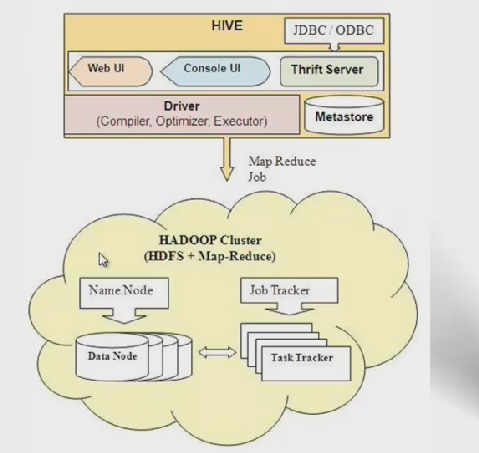 HIVE
JDBC / ODBC
Web UI
Console UI
Thrift Server
Driver
(Compiler, Optimizer, Executor)
Metastore
Map Reduce
Job
HADOOP Cluster
(HDFS + Map-Reduce)
Name Node
Job Tracker
Data Node
Task Tracker